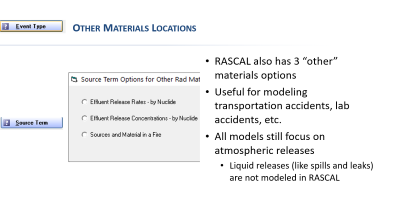 Event Type
OTHER MATERIALS LOCATIONS
Source Term Options for Other Rad Mat
Effluent Release Rates - by Nuclide
Effluent Release Concentrations - by Nuclide
Sources and Material in a Fire
Source Term
• RASCAL also has 3 “other”
materials options
• Useful for modeling
transportation accidents, lab
accidents, etc.
• All models still focus on
atmospheric releases
• Liquid releases (like spills and leaks)
are not modeled in RASCAL